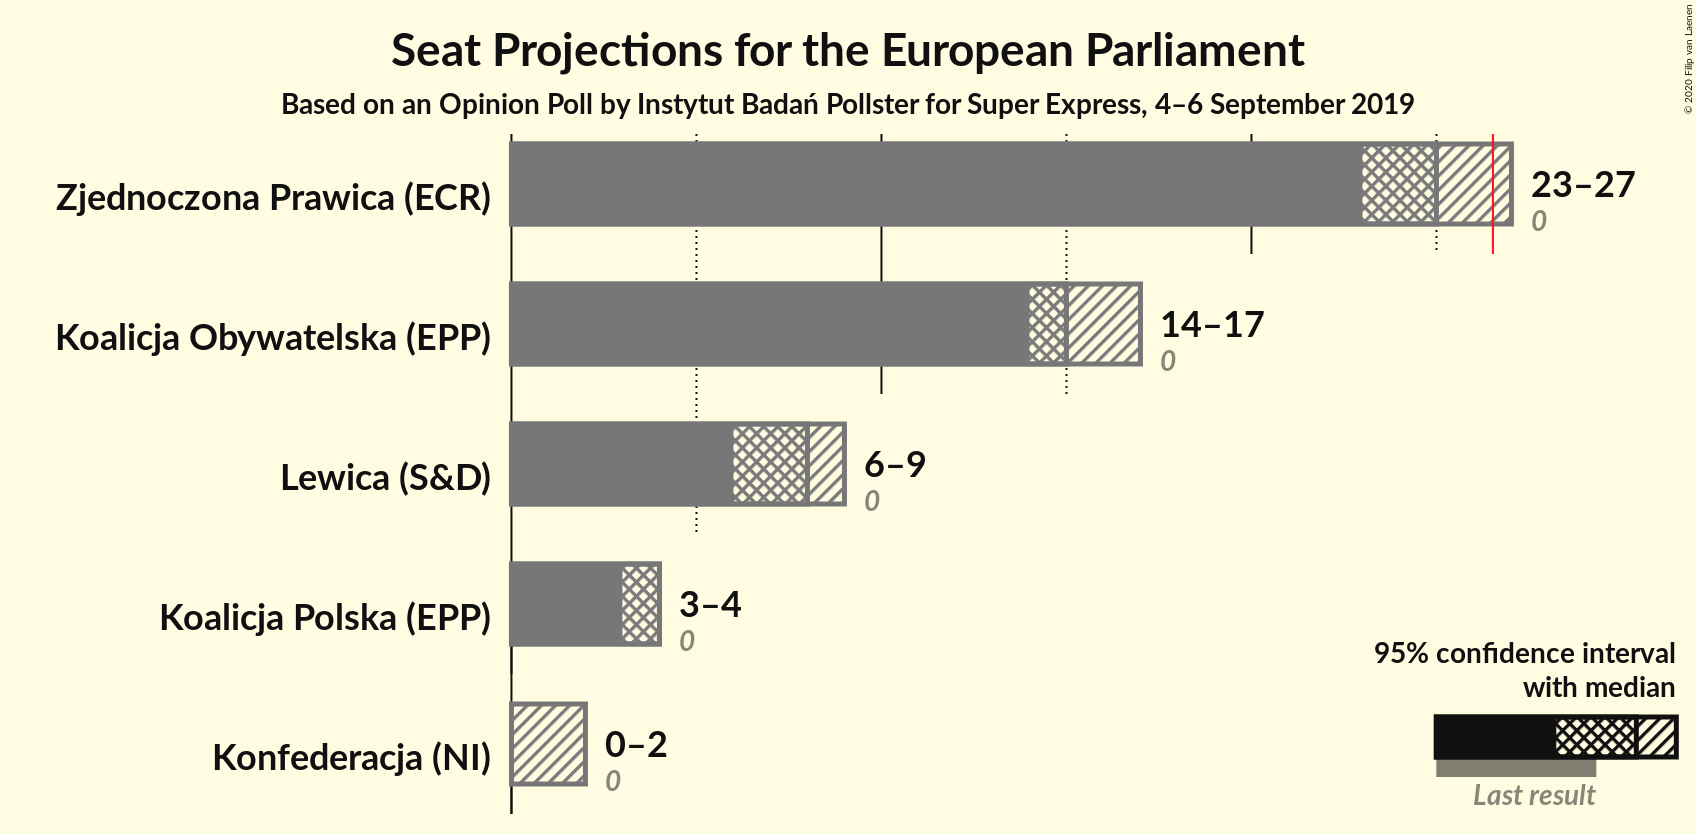 Seat Projections for the European Parliament
Based on an Opinion Poll by Instytut Badań Pollster for Super Express, 4–6 September 2019
© 2020 Filip van Laenen
Zjednoczona Prawica (ECR)
23–27
0
Koalicja Obywatelska (EPP)
14–17
0
Lewica (S&D)
6–9
0
Koalicja Polska (EPP)
3–4
0
Konfederacja (NI)
0–2
0
95% confidence interval
with median
Last result